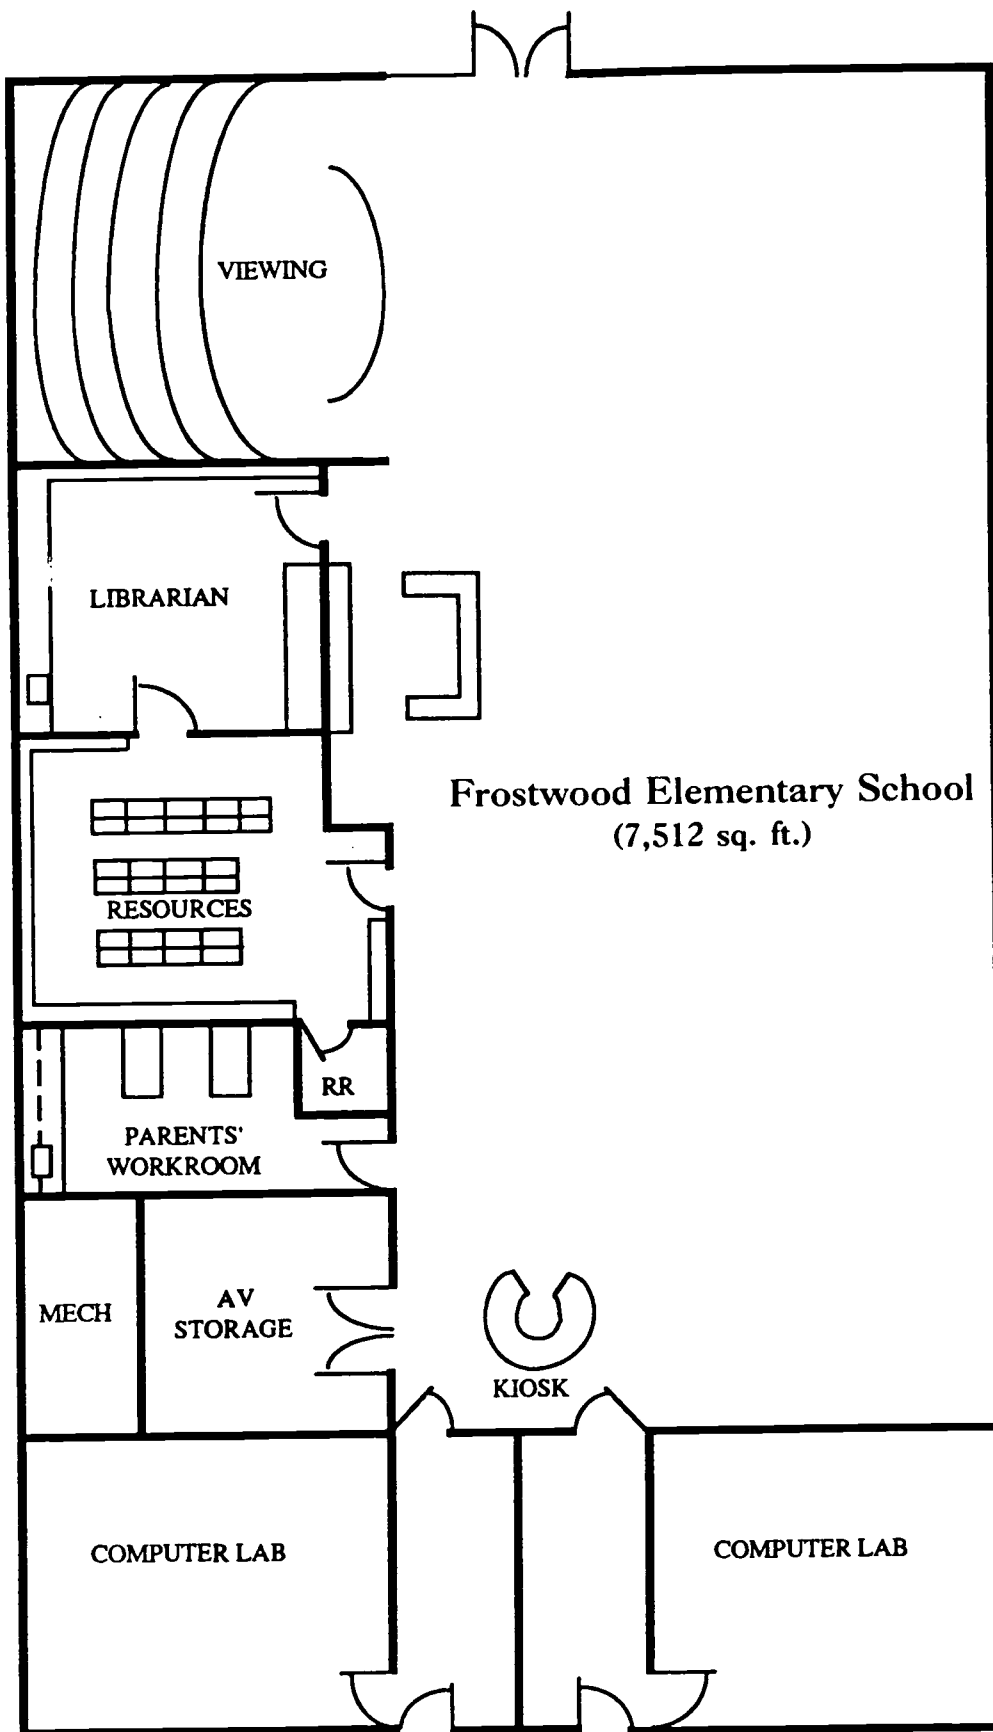 VIEWING
LIBRARIAN
Frostwood Elementary School
(7,512 sq. ft.)
RESOURCES
RR
PARENTS'
WORKROOM
MECH
AV
STORAGE
KIOSK
COMPUTER LAB
COMPUTER LAB